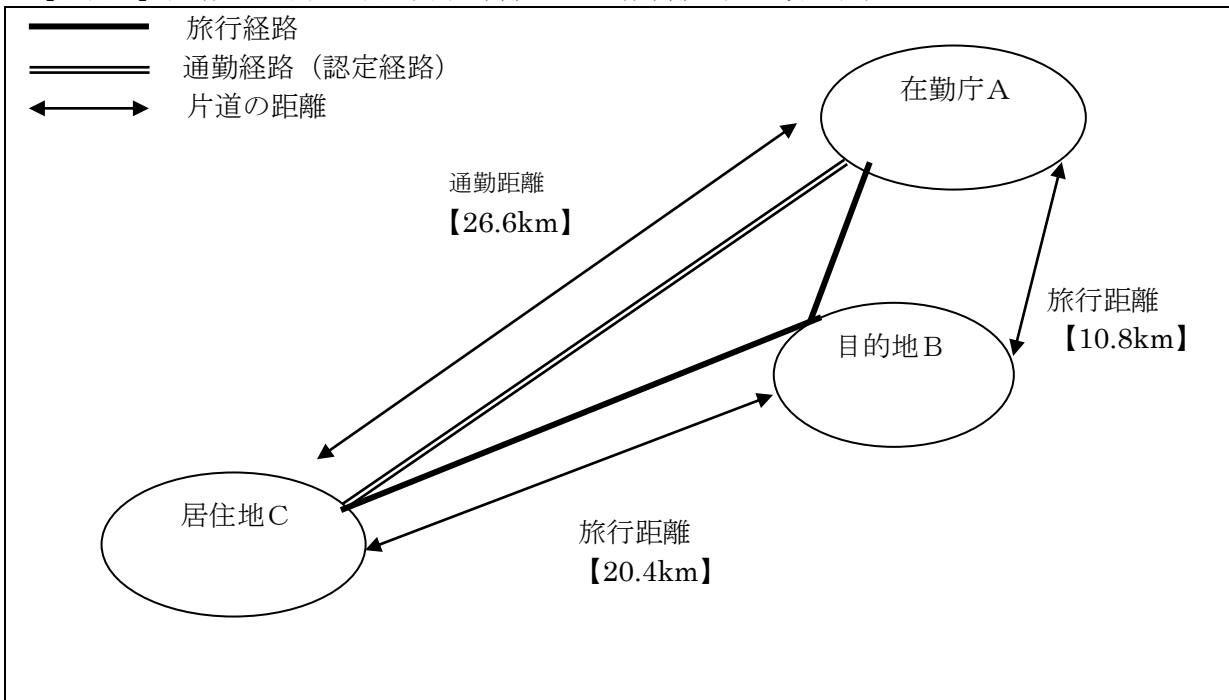 旅行経路
通勤経路（認定経路）
片道の距離
在勤庁Ａ
通勤距離
【26.6km】
旅行距離
【10.8km】
目的地Ｂ
居住地Ｃ
旅行距離
【20.4km】